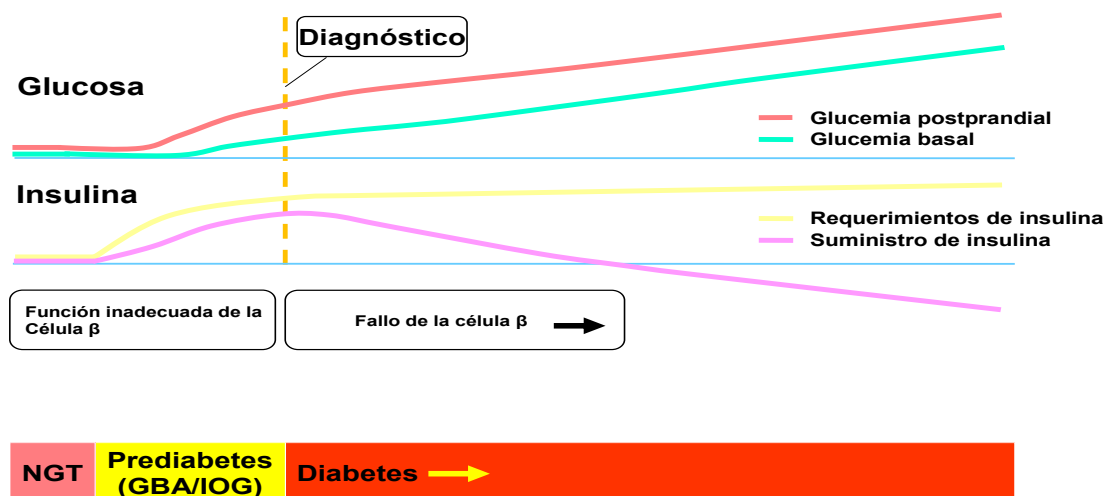 Diagnóstico
Glucosa
Glucemia postprandial
Glucemia basal
Insulina
Requerimientos de insulina
Suministro de insulina
Función inadecuada de la
Célula β
Fallo de la célula β
NGT
Prediabetes
(GBA/IOG)
Diabetes